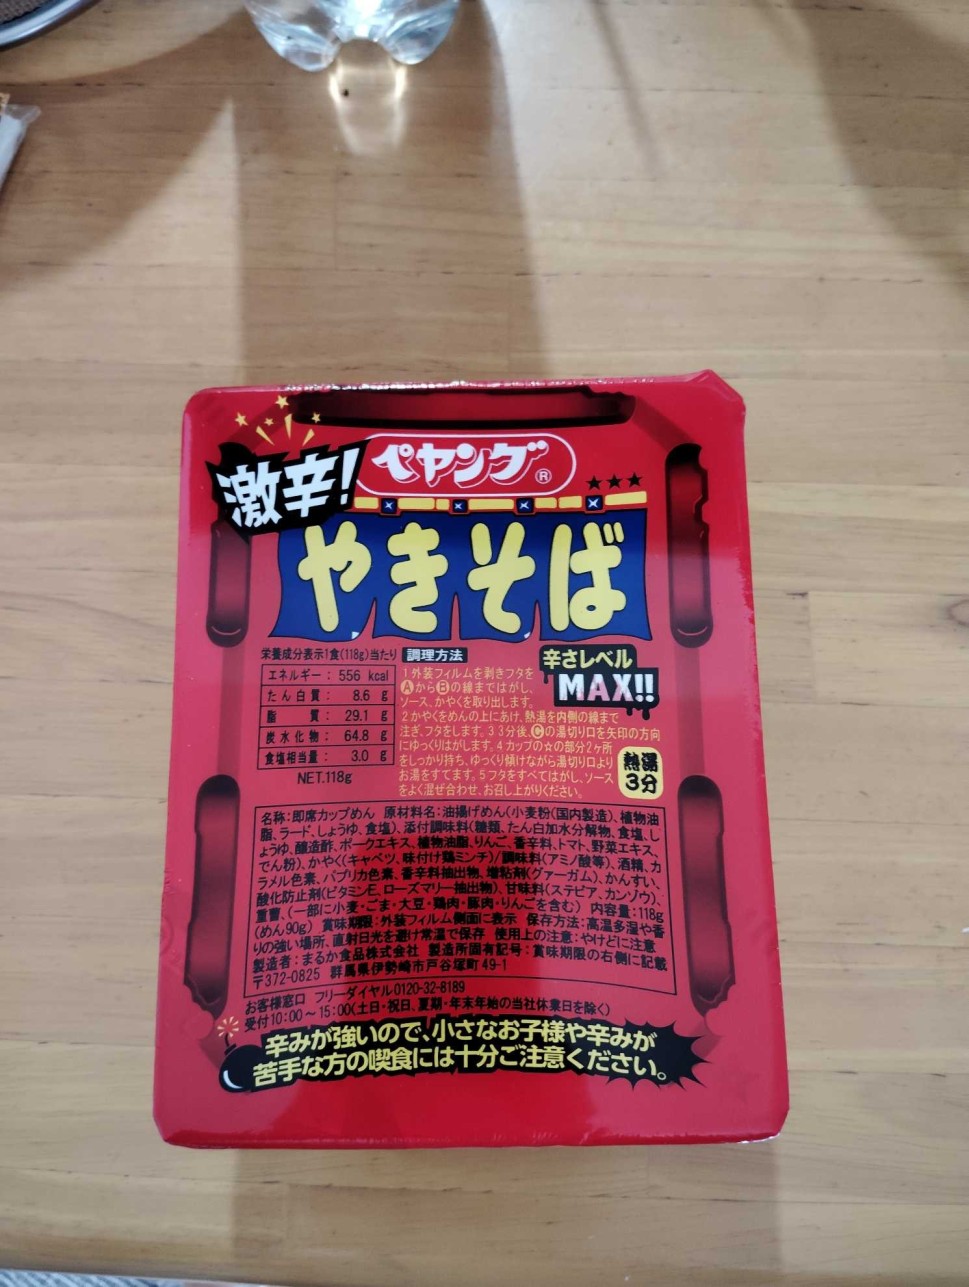 激辛!
ペヤング®
やきそば
栄養成分表示1食(118g)当たり
エネルギー: 556 kcal
たん白質: 8.6 g
脂質: 29.1 g
炭水化物: 64.8 g
食塩相当量: 3.0 g
NET.118g
調理方法
1外装フィルムを剥きフタを
ⒶからⒷの線まではがし、
ソース、かやくを取り出します。
2かやくをめんの上にあけ、熱湯を内側の線まで
注ぎ、フタをします。3 3分後、Ⓒの湯切り口を矢印の方向
にゆっくりはがします。4カップの☆の部分2ヶ所
をしっかり持ち、ゆっくり傾けながら湯切り口より
お湯をすてます。5フタをすべてはがし、ソース
をよく混ぜ合わせ、お召し上がりください。
辛さレベル
MAX!!
熱湯
3分
名称:即席カップめん 原材料名:油揚げめん(小麦粉(国内製造)、植物油
脂、ラード、しょうゆ、食塩)、添付調味料(糖類、たん白加水分解物、食塩、し
ょうゆ、醸造酢、ポークエキス、植物油脂、りんご、香辛料、トマト、野菜エキス、
でん粉)、かやく(キャベツ、味付け鶏ミンチ)/調味料(アミノ酸等)、酒精、カ
ラメル色素、パプリカ色素、香辛料抽出物、増粘剤(グァーガム)、かんすい、
酸化防止剤(ビタミンE、ローズマリー抽出物)、甘味料(ステビア、カンゾウ)、
重曹、(一部に小麦・ごま・大豆・鶏肉・豚肉・りんごを含む) 内容量:118g
(めん90g) 賞味期限:外装フィルム側面に表示 保存方法:高温多湿や香
りの強い場所、直射日光を避け常温で保存 使用上の注意:やけどに注意
製造者:まるか食品株式会社 製造所固有記号:賞味期限の右側に記載
〒372-0825 群馬県伊勢崎市戸谷塚町49-1
お客様窓口 フリーダイヤル0120-32-8189
受付10:00〜15:00(土日・祝日、夏期・年末年始の当社休業日を除く)
辛みが強いので、小さなお子様や辛みが
苦手な方の喫食には十分ご注意ください。